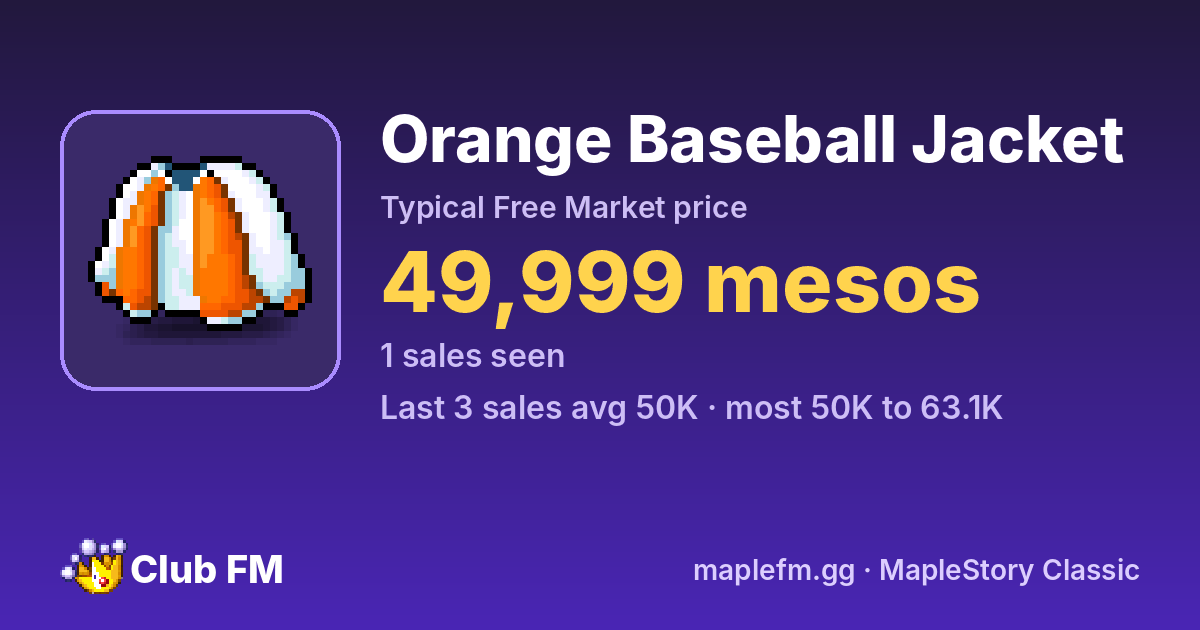 Orange Baseball Jacket
Typical Free Market price
49,999 mesos
1 sales seen
Last 3 sales avg 50K · most 50K to 63.1K
Club FM
maplefm.gg · MapleStory Classic